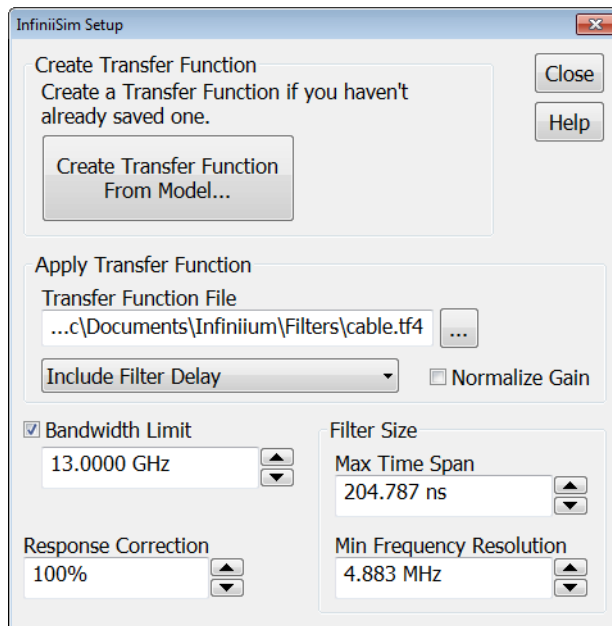 InfiniiSim Setup
Create Transfer Function
Create a Transfer Function if you haven't
already saved one.
Create Transfer Function
From Model...
Close
Help
Apply Transfer Function
Transfer Function File
...c\Documents\Infiniium\Filters\cable.tf4
...
Include Filter Delay
Normalize Gain
Bandwidth Limit
13.0000 GHz
Response Correction
100%
Filter Size
Max Time Span
204.787 ns
Min Frequency Resolution
4.883 MHz